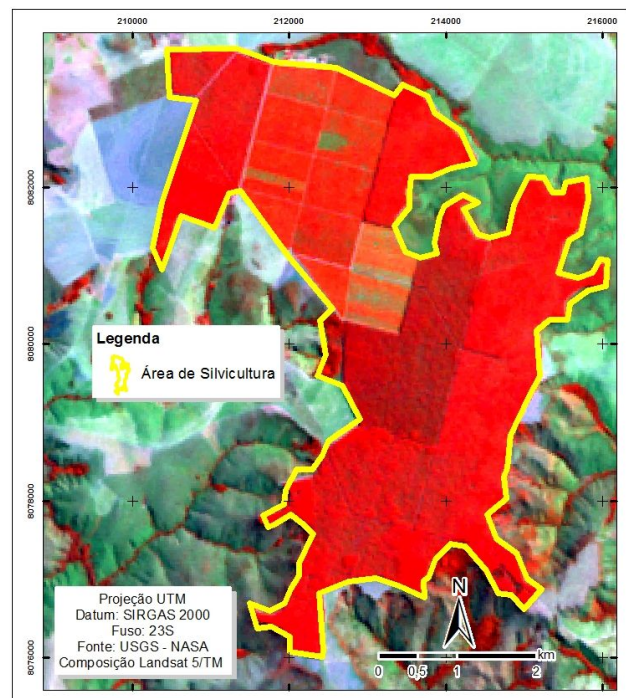 210000 212000 214000 216000
8082000
8080000
8078000
8076000
Legenda
Área de Silvicultura
Projeção UTM
Datum: SIRGAS 2000
Fuso: 23S
Fonte: USGS - NASA
Composição Landsat 5/TM
N
km
0 0,5 1 2